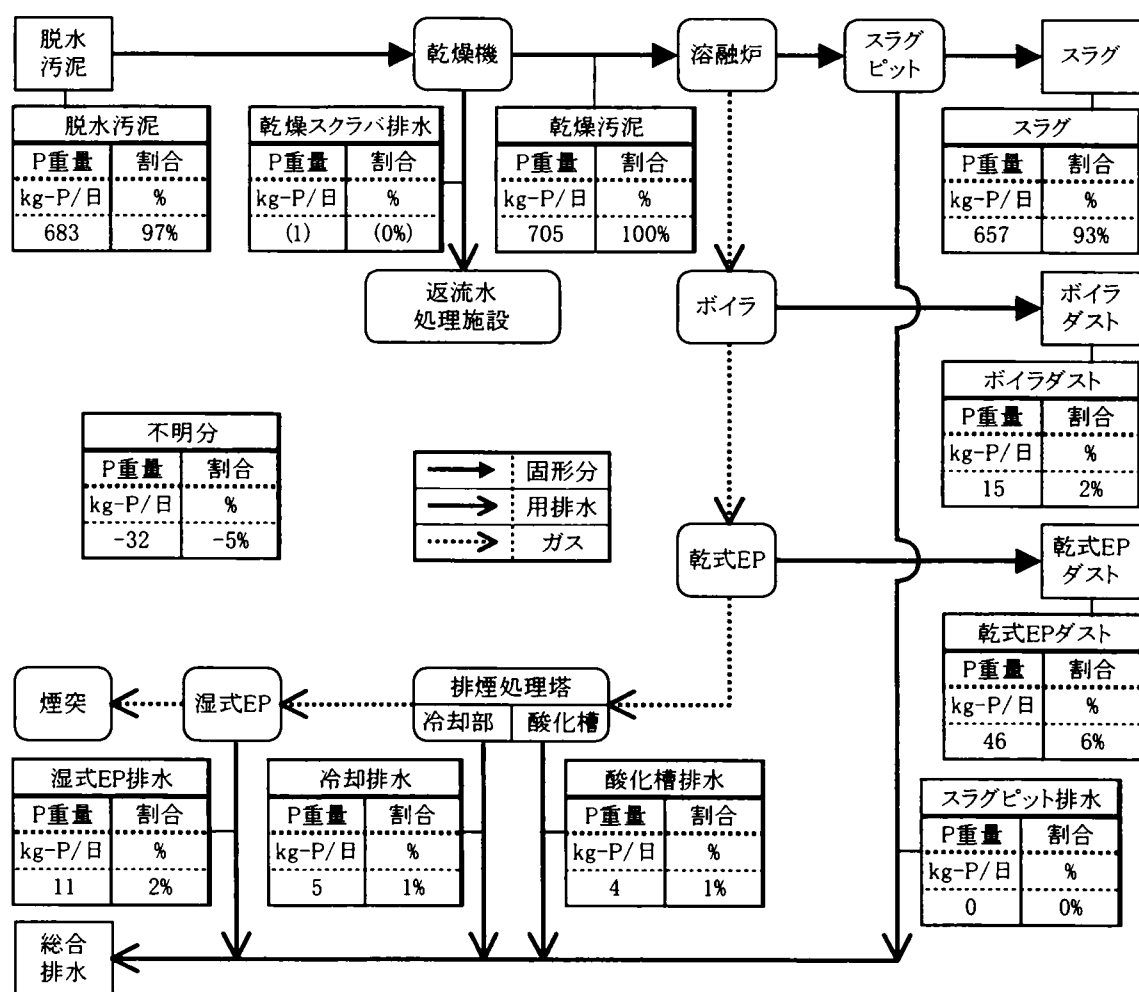 脱水
汚泥
乾燥機
溶融炉
スラグ
ピット
スラグ
脱水汚泥
P重量 割合
kg-P/日 %
683 97%
乾燥スクラバ排水
P重量 割合
kg-P/日 %
(1) (0%)
乾燥汚泥
P重量 割合
kg-P/日 %
705 100%
スラグ
P重量 割合
kg-P/日 %
657 93%
返流水
処理施設
ボイラ
ボイラ
ダスト
ボイラダスト
P重量 割合
kg-P/日 %
15 2%
不明分
P重量 割合
kg-P/日 %
-32 -5%
固形分
用排水
ガス
乾式EP
乾式EP
ダスト
乾式EPダスト
P重量 割合
kg-P/日 %
46 6%
煙突
湿式EP
排煙処理塔
冷却部 酸化槽
湿式EP排水
P重量 割合
kg-P/日 %
11 2%
冷却排水
P重量 割合
kg-P/日 %
5 1%
酸化槽排水
P重量 割合
kg-P/日 %
4 1%
スラグピット排水
P重量 割合
kg-P/日 %
0 0%
総合
排水